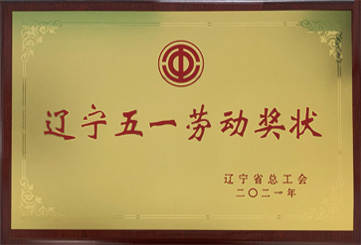 辽宁五一劳动奖状
辽宁省总工会
二〇二一年